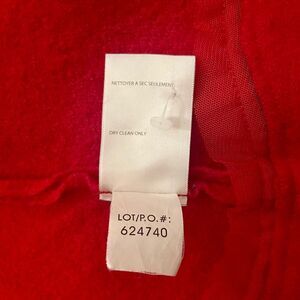 NETTOYER A SEC SEULEMENT
DRY CLEAN ONLY
LOT/P.O.#:
624740